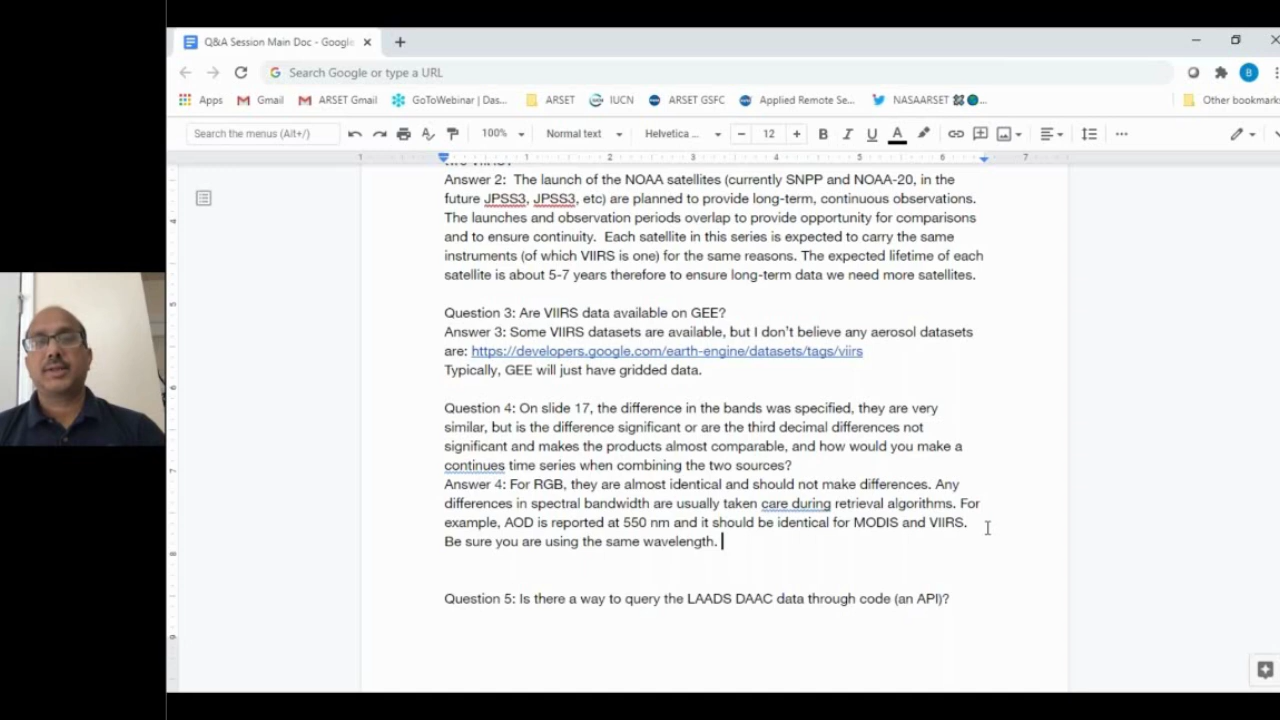 Q&A Session Main Doc - Google
Search Google or type a URL
Apps Gmail ARSET Gmail GoToWebinar | Das... ARSET IUCN ARSET GSFC Applied Remote Se... NASAARSET Other bookmarks
Search the menus (Alt+/) 100% Normal text Helvetica ... 12
Answer 2: The launch of the NOAA satellites (currently SNPP and NOAA-20, in the
future JPSS3, JPSS3, etc) are planned to provide long-term, continuous observations.
The launches and observation periods overlap to provide opportunity for comparisons
and to ensure continuity. Each satellite in this series is expected to carry the same
instruments (of which VIIRS is one) for the same reasons. The expected lifetime of each
satellite is about 5-7 years therefore to ensure long-term data we need more satellites.
Question 3: Are VIIRS data available on GEE?
Answer 3: Some VIIRS datasets are available, but I don't believe any aerosol datasets
are: https://developers.google.com/earth-engine/datasets/tags/viirs
Typically, GEE will just have gridded data.
Question 4: On slide 17, the difference in the bands was specified, they are very
similar, but is the difference significant or are the third decimal differences not
significant and makes the products almost comparable, and how would you make a
continues time series when combining the two sources?
Answer 4: For RGB, they are almost identical and should not make differences. Any
differences in spectral bandwidth are usually taken care during retrieval algorithms. For
example, AOD is reported at 550 nm and it should be identical for MODIS and VIIRS.
Be sure you are using the same wavelength.
Question 5: Is there a way to query the LAADS DAAC data through code (an API)?